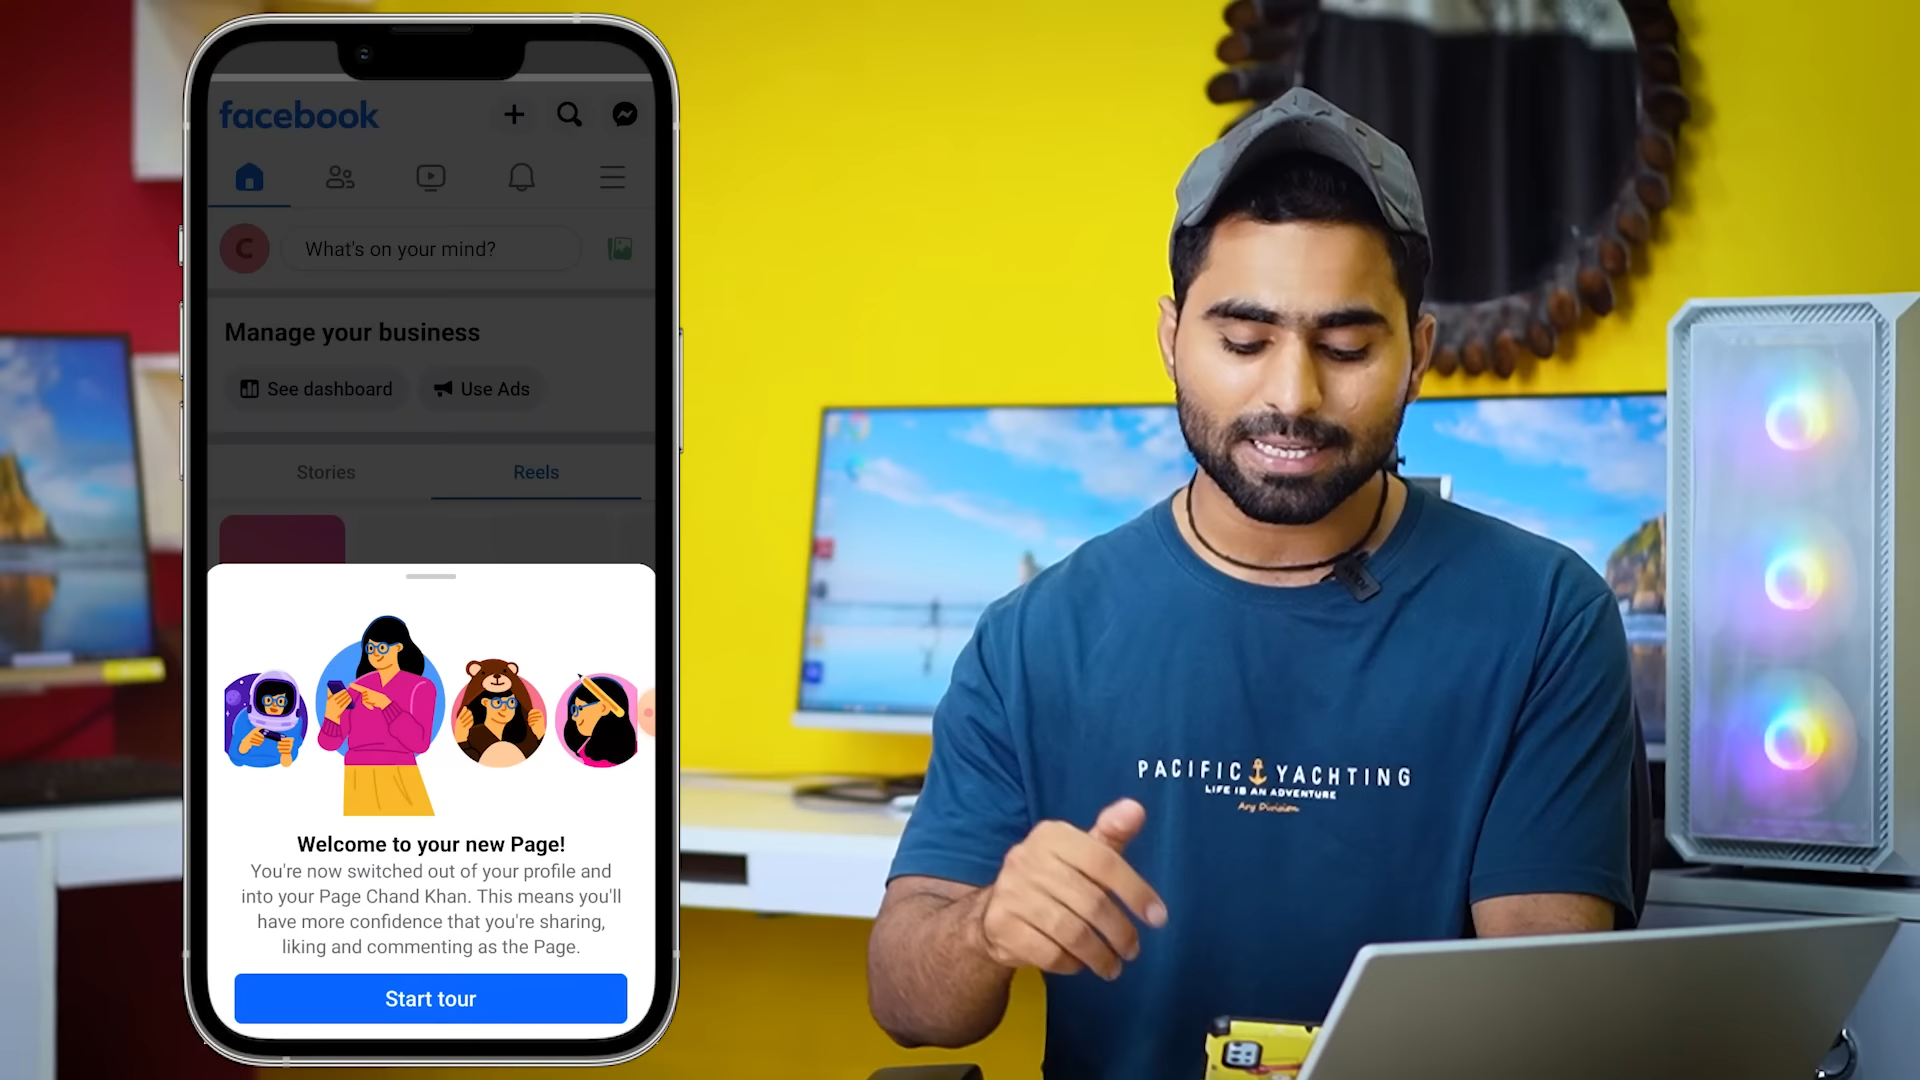 facebook
C
What's on your mind?
Manage your business
See dashboard
Use Ads
Stories
Reels
Welcome to your new Page!
You're now switched out of your profile and
into your Page Chand Khan. This means you'll
have more confidence that you're sharing,
liking and commenting as the Page.
Start tour
PACIFIC YACHTING
LIFE IS AN ADVENTURE
Any Division